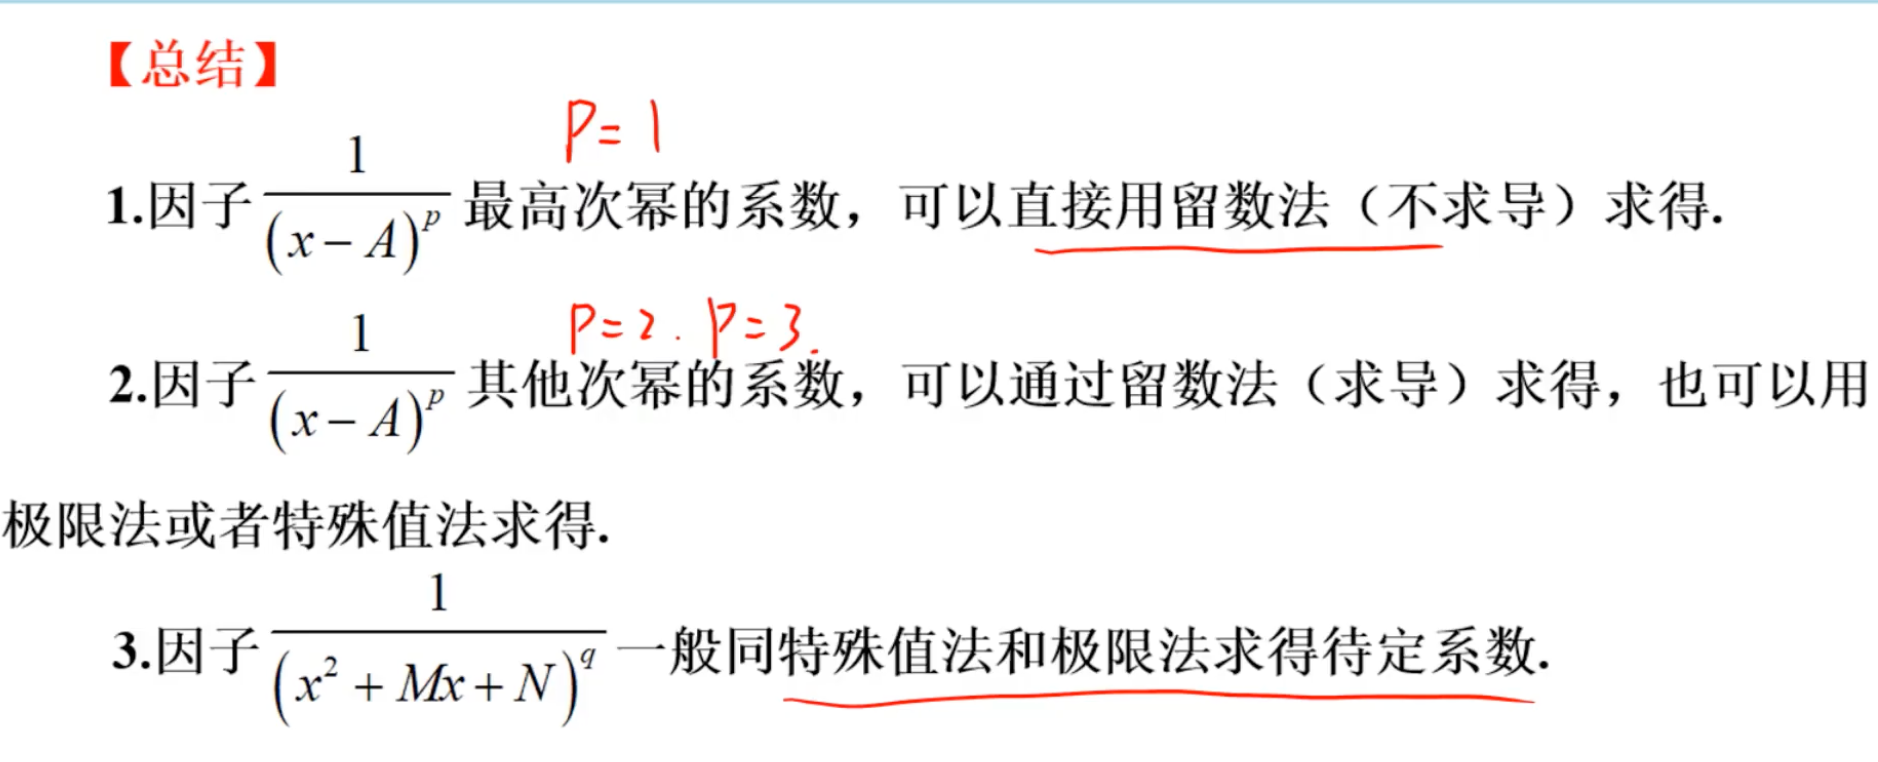 【总结】
P=1
1.因子 1/(x-A)^p 最高次幂的系数，可以直接用留数法（不求导）求得.
P=2. P=3.
2.因子 1/(x-A)^p 其他次幂的系数，可以通过留数法（求导）求得，也可以用
极限法或者特殊值法求得.
3.因子 1/(x²+Mx+N)^q 一般同特殊值法和极限法求得待定系数.